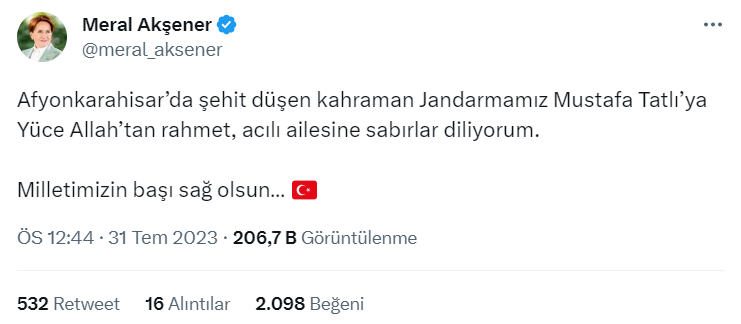 Meral Akşener
@meral_aksener
Afyonkarahisar’da şehit düşen kahraman Jandarmamız Mustafa Tatlı’ya
Yüce Allah’tan rahmet, acılı ailesine sabırlar diliyorum.
Milletimizin başı sağ olsun... 🇹🇷
ÖS 12:44 · 31 Tem 2023 · 206,7 B Görüntülenme
532 Retweet 16 Alıntılar 2.098 Beğeni